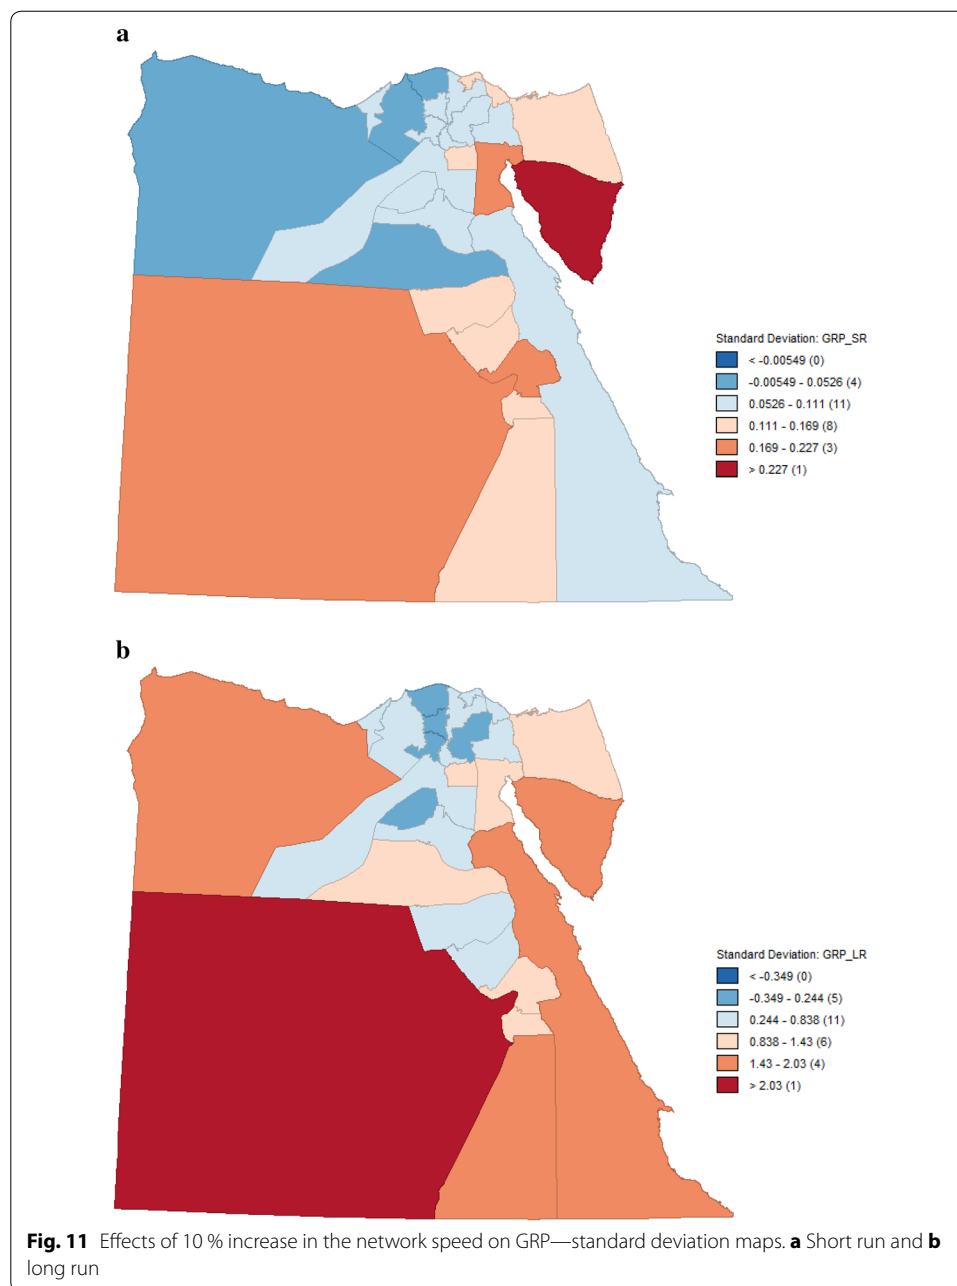 a
Standard Deviation: GRP_SR
< -0.00549 (0)
-0.00549 - 0.0526 (4)
0.0526 - 0.111 (11)
0.111 - 0.169 (8)
0.169 - 0.227 (3)
> 0.227 (1)
b
Standard Deviation: GRP_LR
< -0.349 (0)
-0.349 - 0.244 (5)
0.244 - 0.838 (11)
0.838 - 1.43 (6)
1.43 - 2.03 (4)
> 2.03 (1)
Fig. 11 Effects of 10 % increase in the network speed on GRP—standard deviation maps. a Short run and b
long run